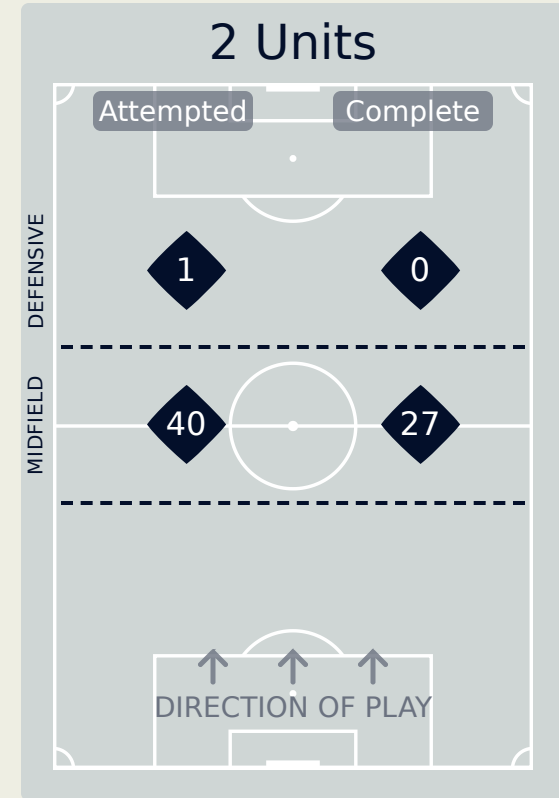 2 Units
Attempted Complete
DEFENSIVE
1 0
MIDFIELD
40 27
DIRECTION OF PLAY